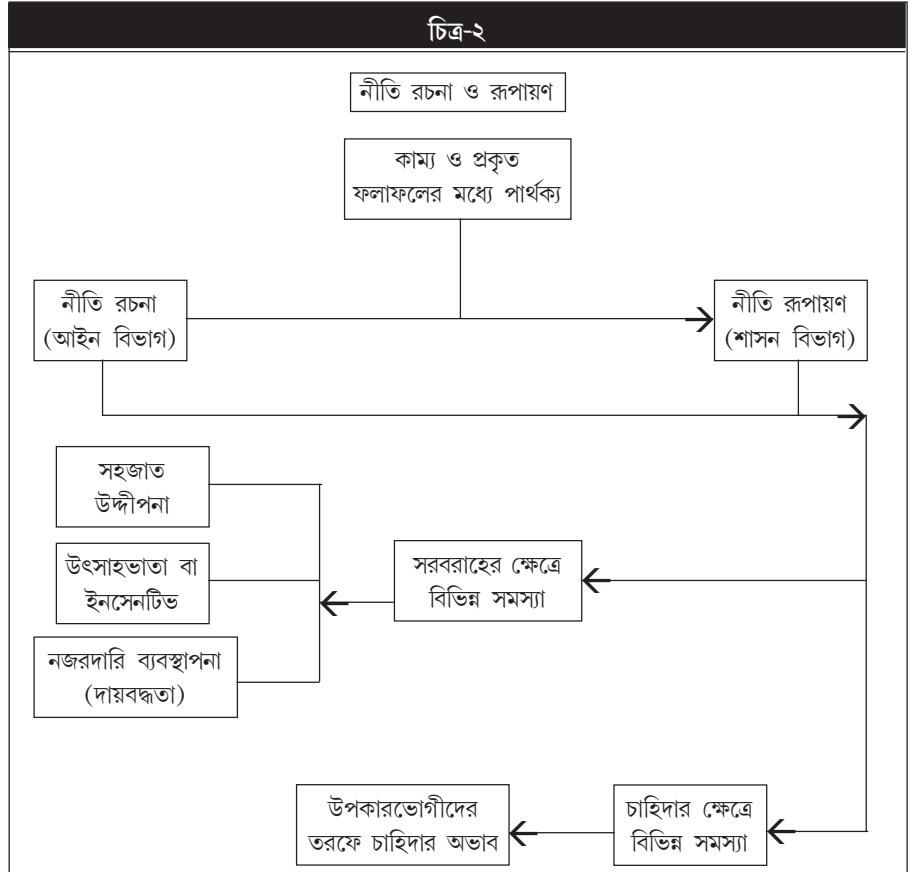 চিত্র-২
নীতি রচনা ও রূপায়ণ
কাম্য ও প্রকৃত
ফলাফলের মধ্যে পার্থক্য
নীতি রচনা
(আইন বিভাগ)
নীতি রূপায়ণ
(শাসন বিভাগ)
সহজাত
উদ্দীপনা
উৎসাহভাতা বা
ইনসেনটিভ
নজরদারি ব্যবস্থাপনা
(দায়বদ্ধতা)
সরবরাহের ক্ষেত্রে
বিভিন্ন সমস্যা
উপকারভোগীদের
তরফে চাহিদার অভাব
চাহিদার ক্ষেত্রে
বিভিন্ন সমস্যা